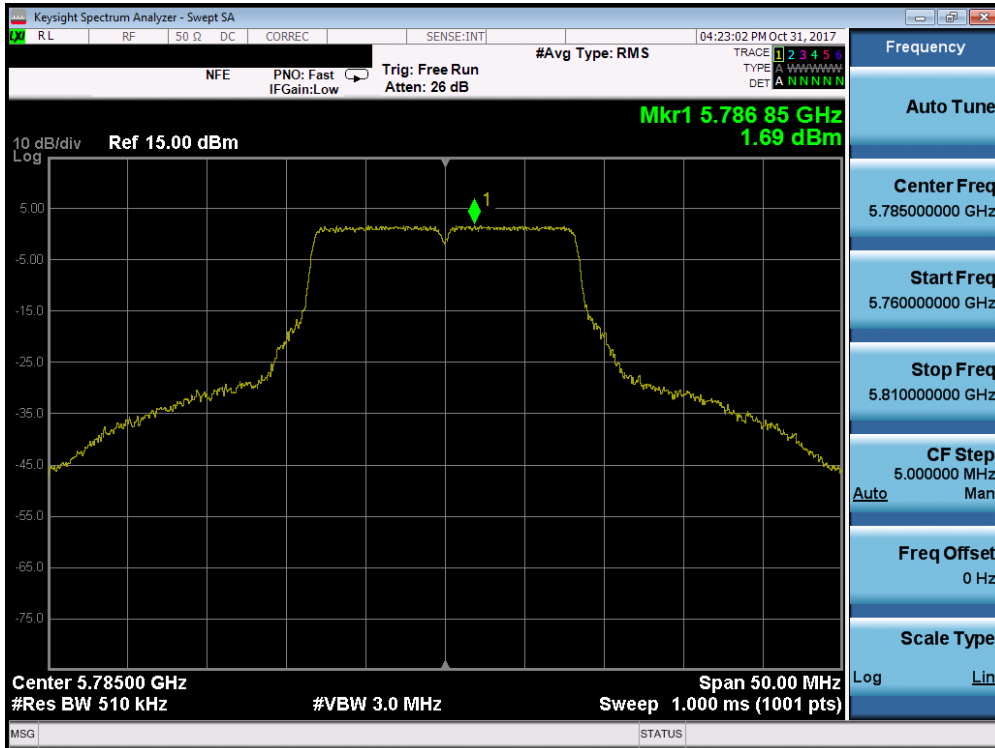 Keysight Spectrum Analyzer - Swept SA
LXI RL RF 50 Ω DC CORREC SENSE:INT 04:23:02 PM Oct 31, 2017
NFE PNO: Fast Trig: Free Run #Avg Type: RMS TRACE 1 2 3 4 5 6
IFGain:Low Atten: 26 dB TYPE A WWWWW
DET A N N N N N
Mkr1 5.786 85 GHz
1.69 dBm
10 dB/div Ref 15.00 dBm
Log
1
5.00
-5.00
-15.0
-25.0
-35.0
-45.0
-55.0
-65.0
-75.0
Center 5.78500 GHz Span 50.00 MHz
#Res BW 510 kHz #VBW 3.0 MHz Sweep 1.000 ms (1001 pts)
MSG STATUS
Frequency
Auto Tune
Center Freq
5.785000000 GHz
Start Freq
5.760000000 GHz
Stop Freq
5.810000000 GHz
CF Step
5.000000 MHz
Auto Man
Freq Offset
0 Hz
Scale Type
Log Lin